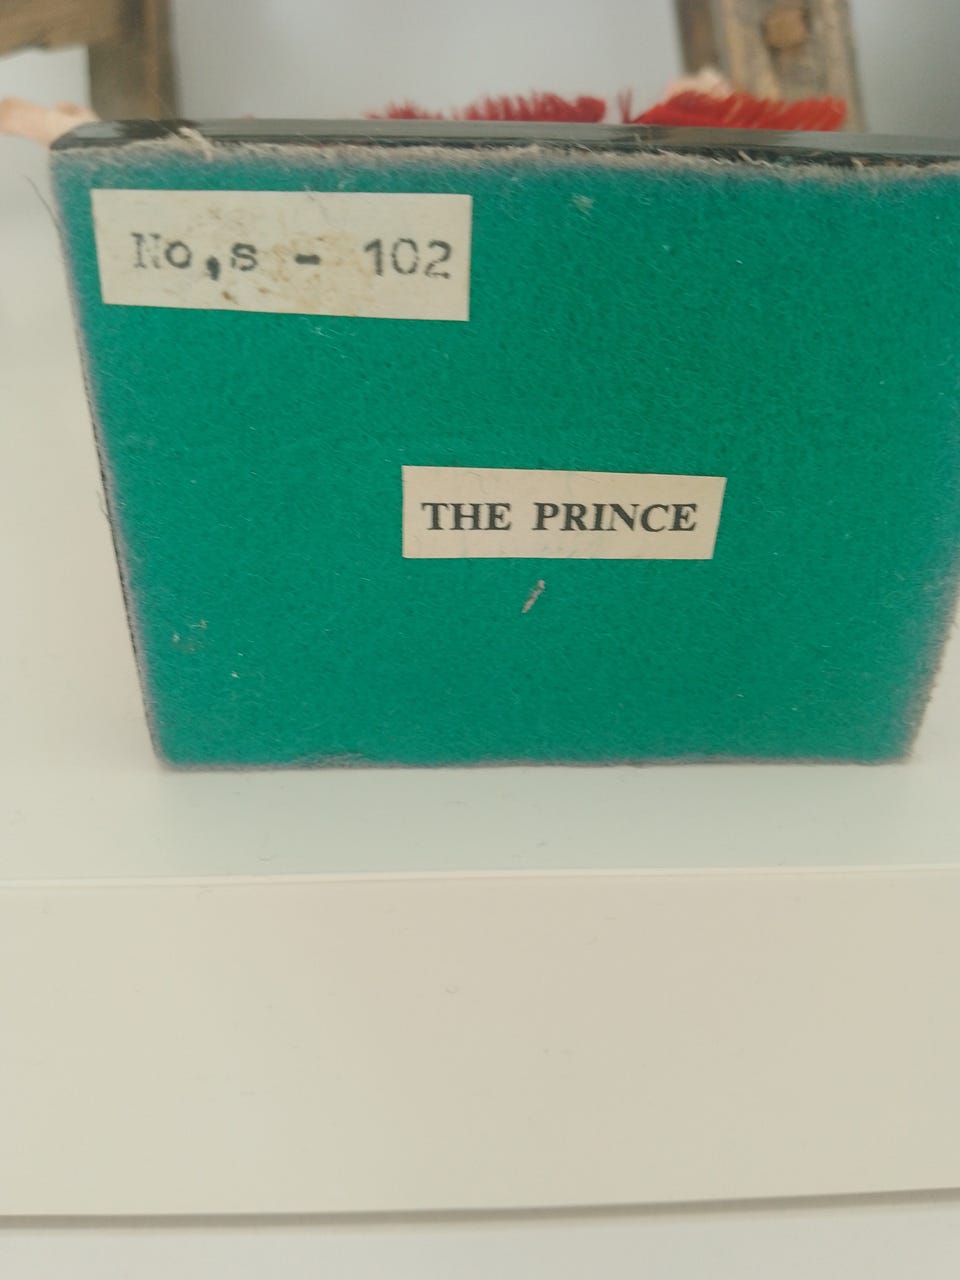 No,s - 102
THE PRINCE